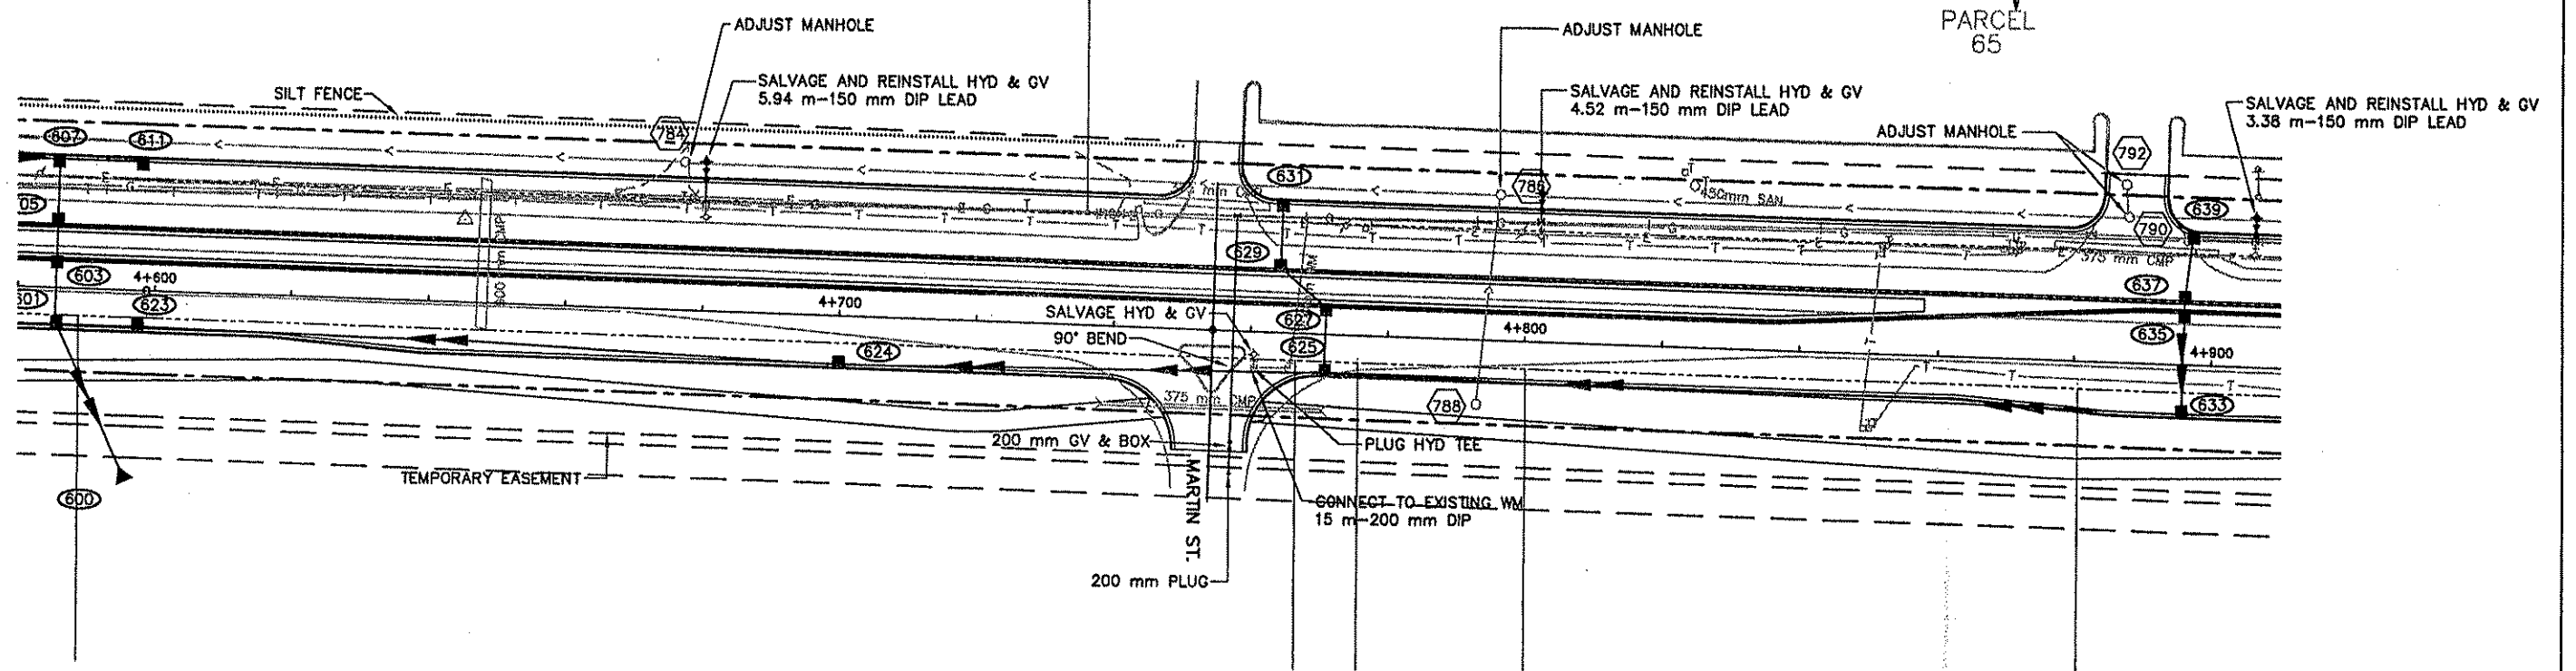 PARCEL
65
ADJUST MANHOLE
ADJUST MANHOLE
SALVAGE AND REINSTALL HYD & GV
5.94 m-150 mm DIP LEAD
SILT FENCE
SALVAGE AND REINSTALL HYD & GV
4.52 m-150 mm DIP LEAD
SALVAGE AND REINSTALL HYD & GV
3.38 m-150 mm DIP LEAD
ADJUST MANHOLE
607
611
784
792
631
785
450mm SAN
639
790
629
375 mm CMP
603
4+600
623
601
4+700
637
SALVAGE HYD & GV
627
4+800
90° BEND
625
635
624
4+900
375 mm CMP
788
633
200 mm GV & BOX
PLUG HYD TEE
TEMPORARY EASEMENT
MARTIN ST.
600
CONNECT TO EXISTING WM
15 m-200 mm DIP
200 mm PLUG